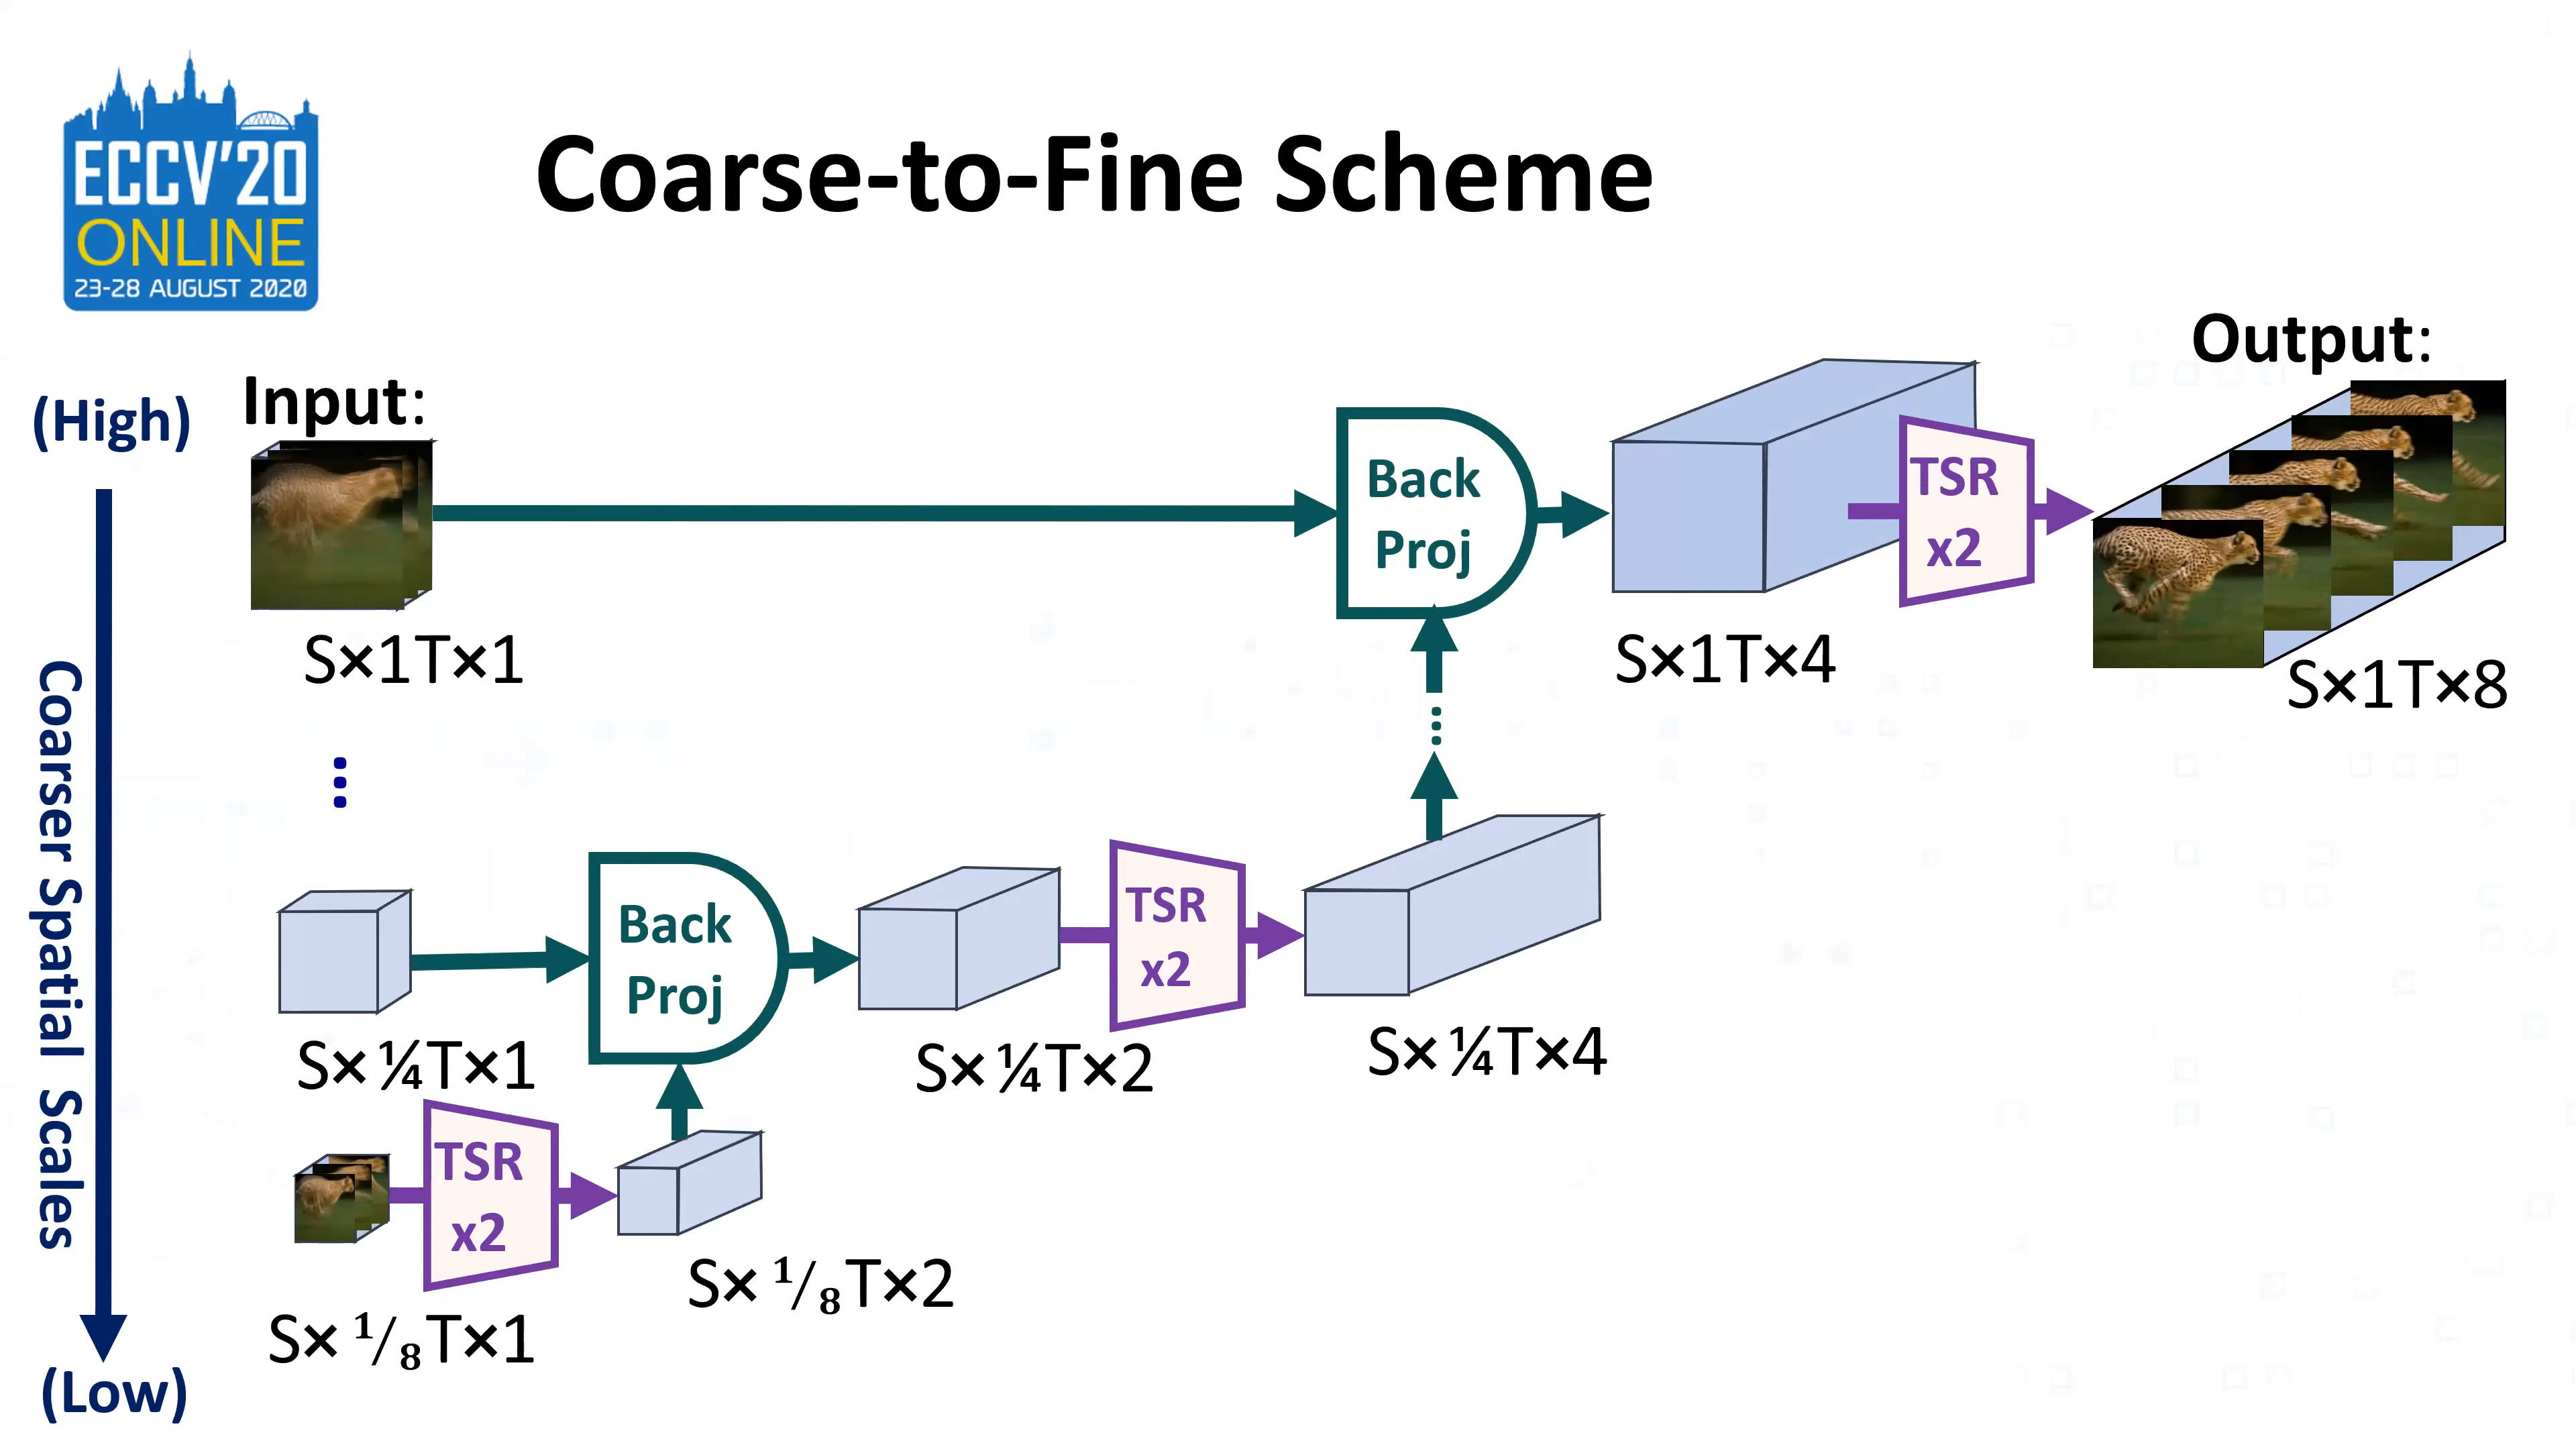 ECCV'20
ONLINE
23-28 AUGUST 2020
Coarse-to-Fine Scheme
(High)
Coarser Spatial Scales
(Low)
Input:
S×1T×1
Back
Proj
S×1T×4
TSR
x2
Output:
S×1T×8
⋮
⋮
S×¼T×1
Back
Proj
S×¼T×2
TSR
x2
S×¼T×4
S×⅛T×1
TSR
x2
S×⅛T×2